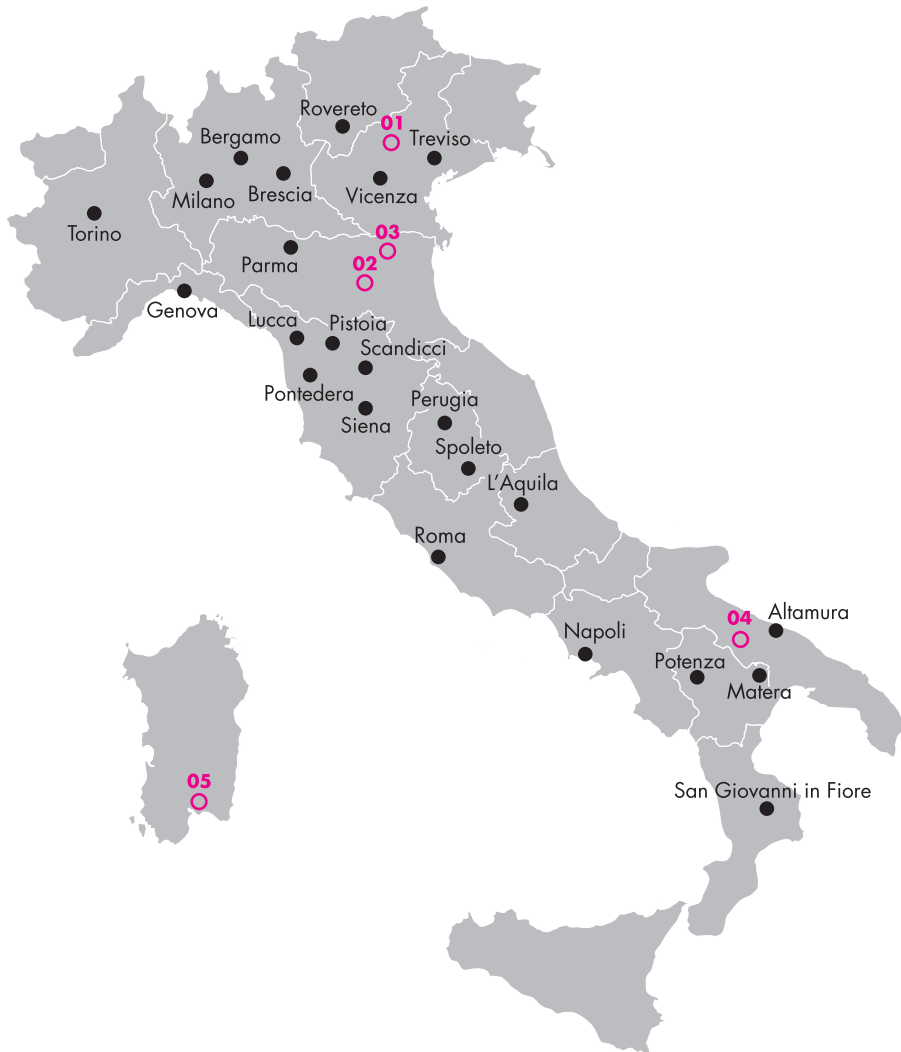 Rovereto
01
Bergamo
Treviso
Milano
Brescia
Vicenza
Torino
03
Parma
02
Genova
Lucca
Pistoia
Scandicci
Pontedera
Perugia
Siena
Spoleto
L'Aquila
Roma
Altamura
04
Napoli
Potenza
Matera
05
San Giovanni in Fiore